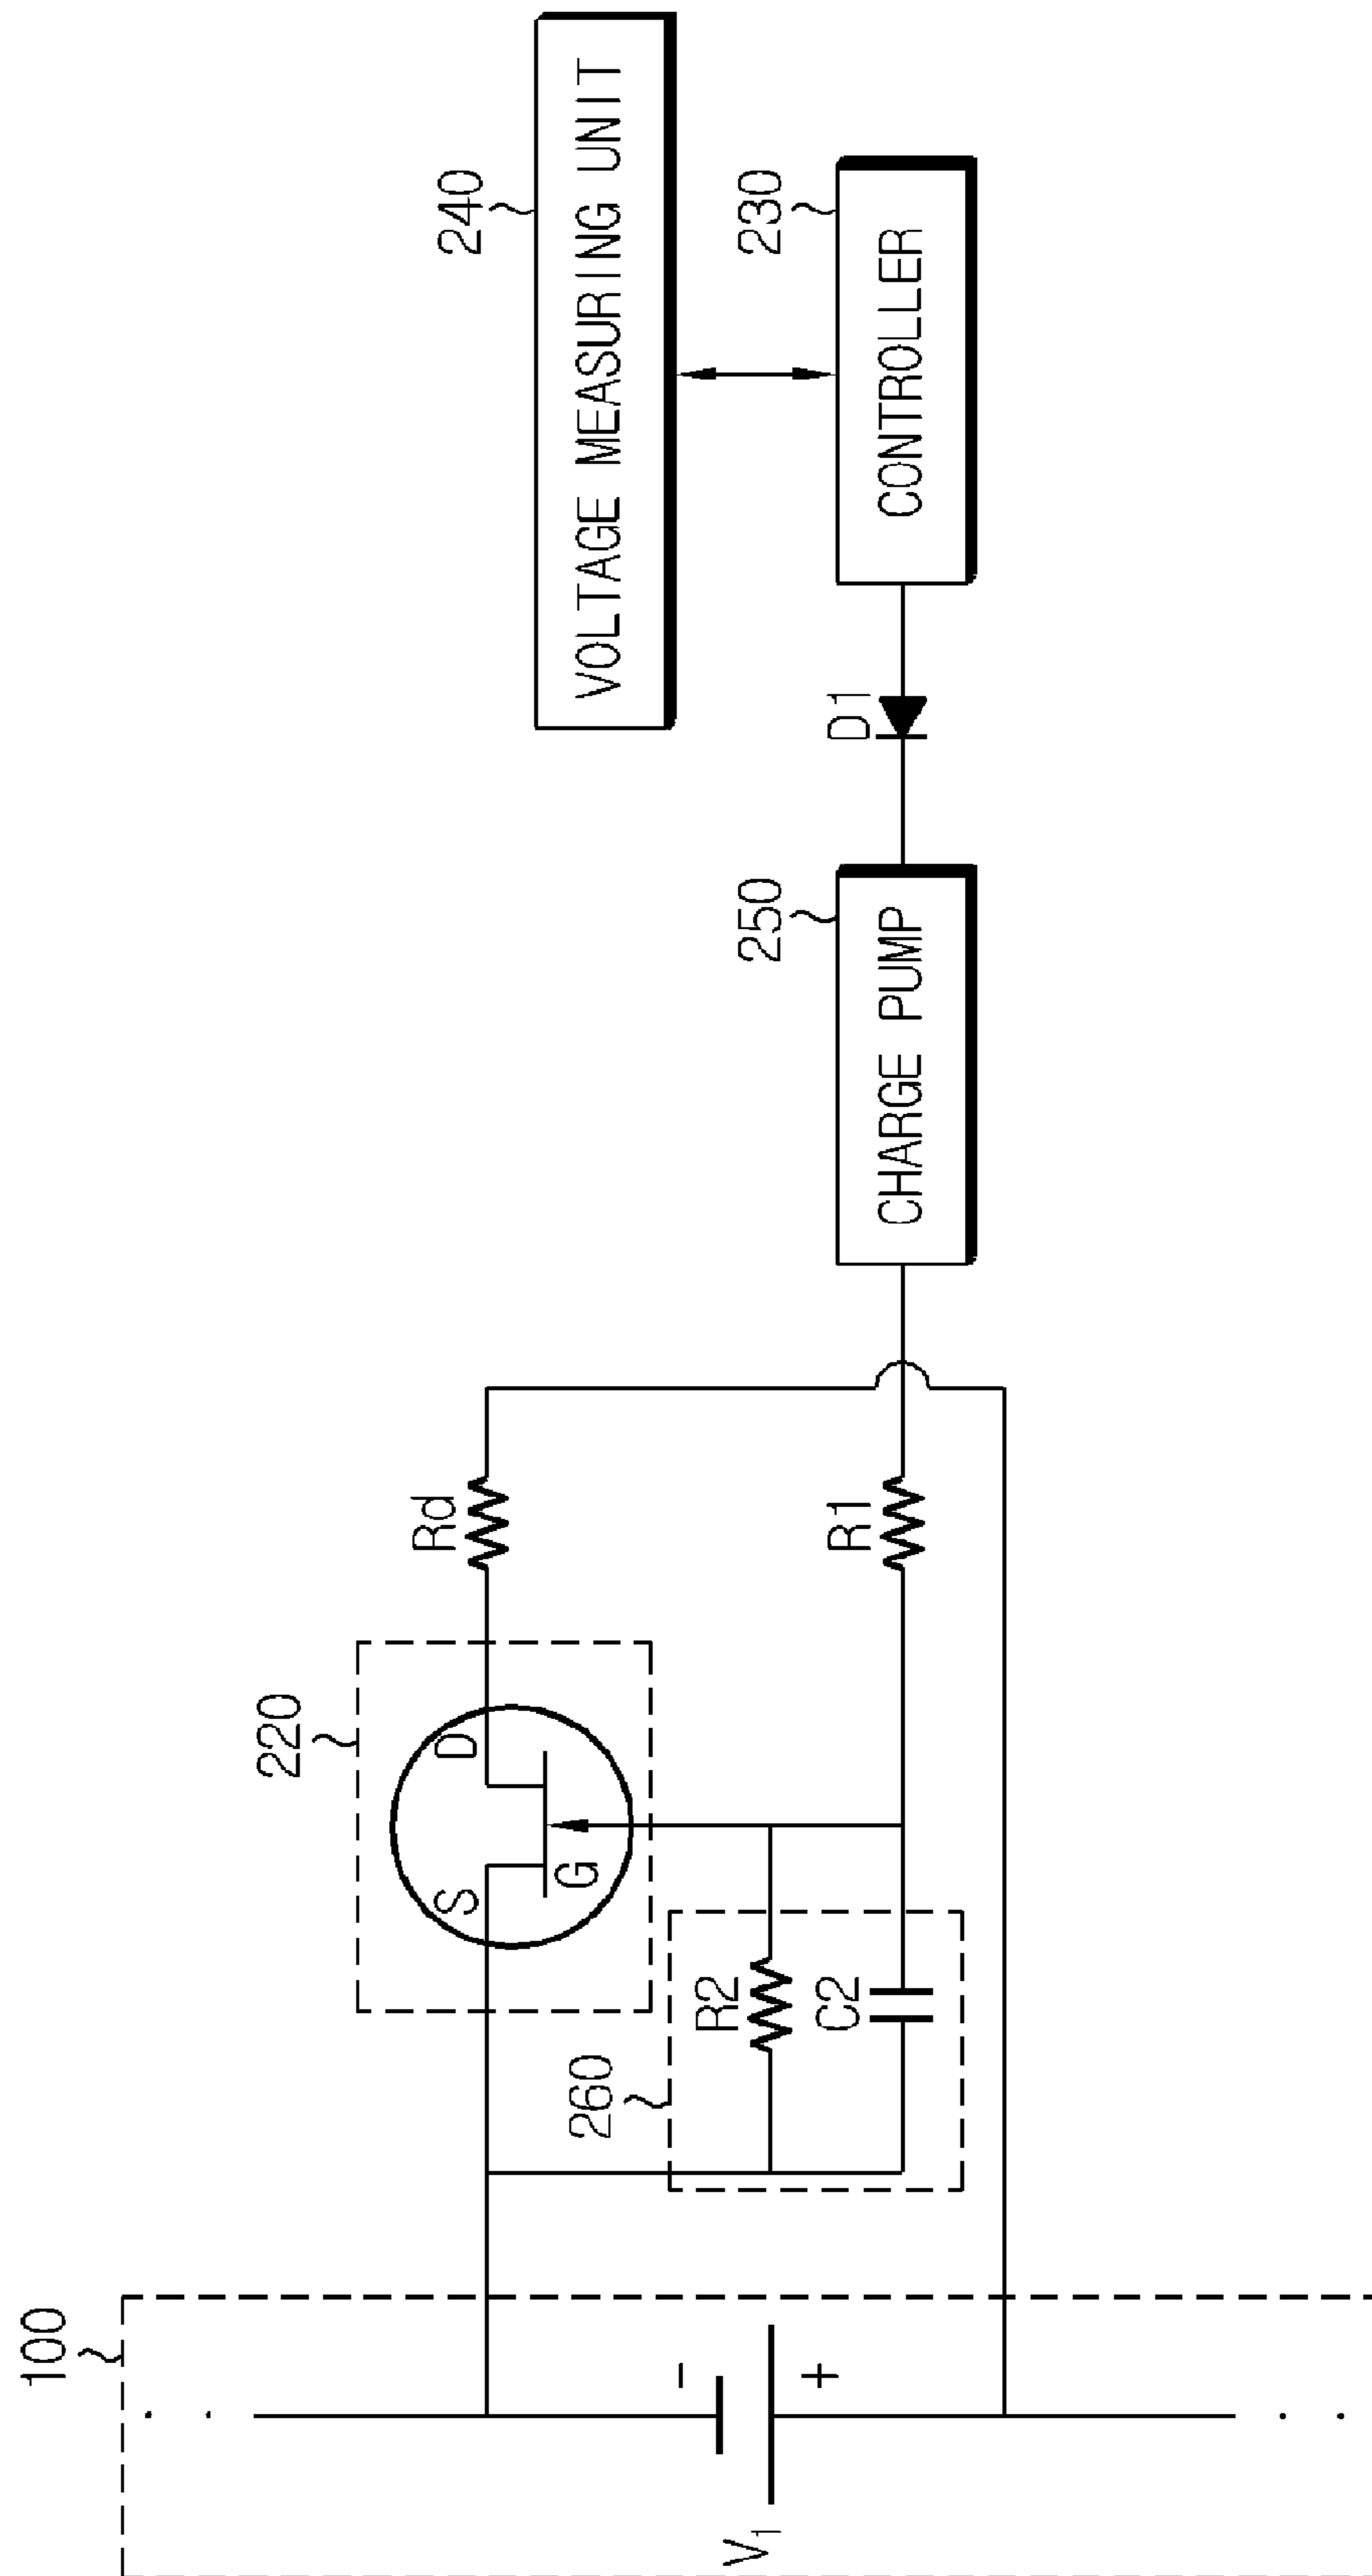 240
VOLTAGE MEASURING UNIT
230
CONTROLLER
D1
250
CHARGE PUMP
Rd
R1
220
D
S
G
R2
C2
260
100
-
+
V1